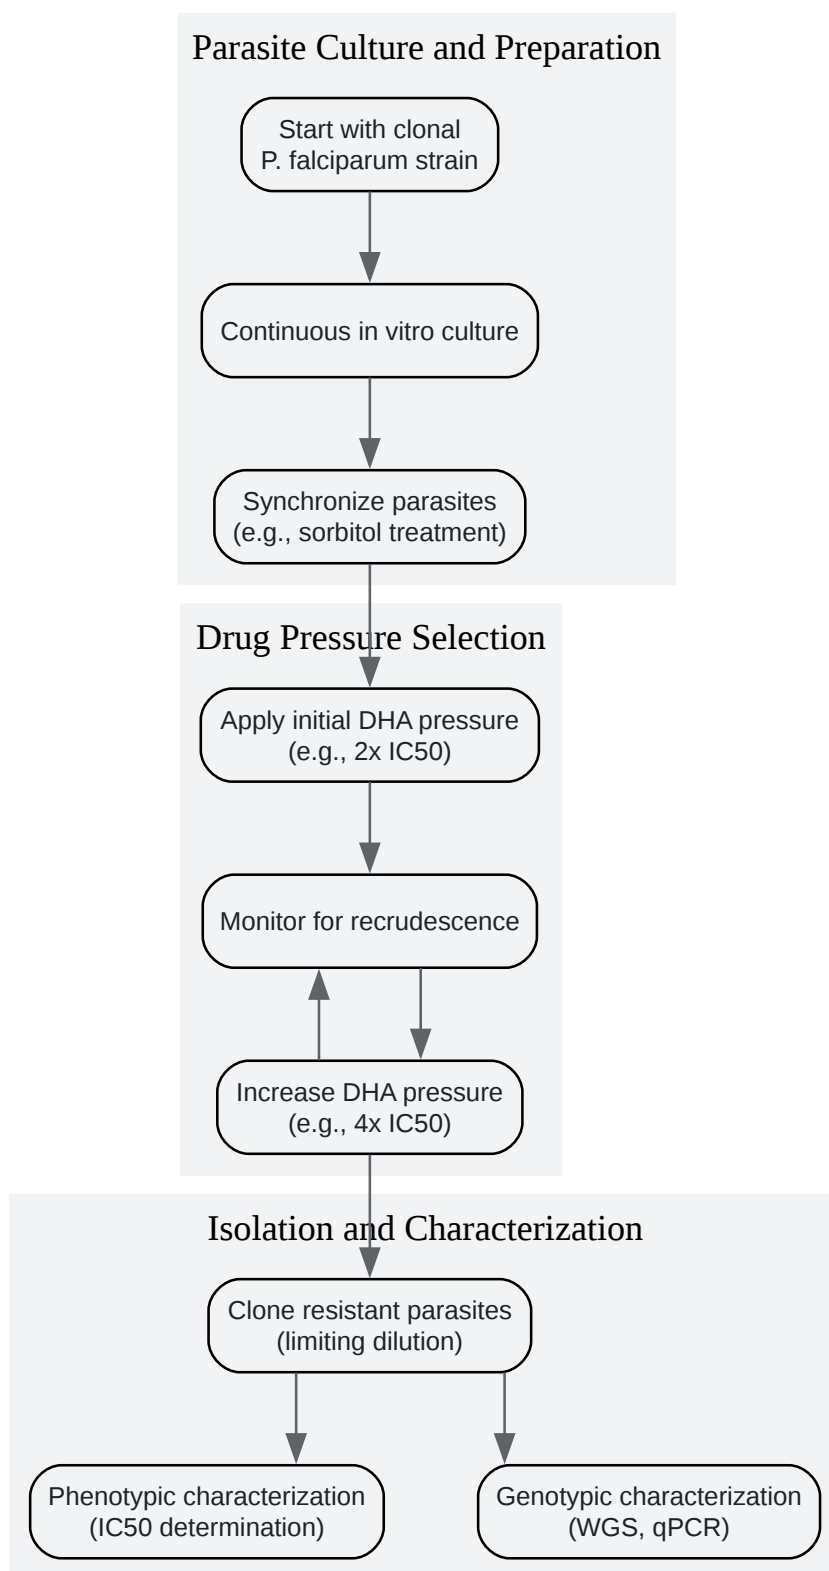 Parasite Culture and Preparation
Start with clonal
P. falciparum strain
Continuous in vitro culture
Synchronize parasites
(e.g., sorbitol treatment)
Drug Pressure Selection
Apply initial DHA pressure
(e.g., 2x IC50)
Monitor for recrudescence
Increase DHA pressure
(e.g., 4x IC50)
Isolation and Characterization
Clone resistant parasites
(limiting dilution)
Phenotypic characterization
(IC50 determination)
Genotypic characterization
(WGS, qPCR)